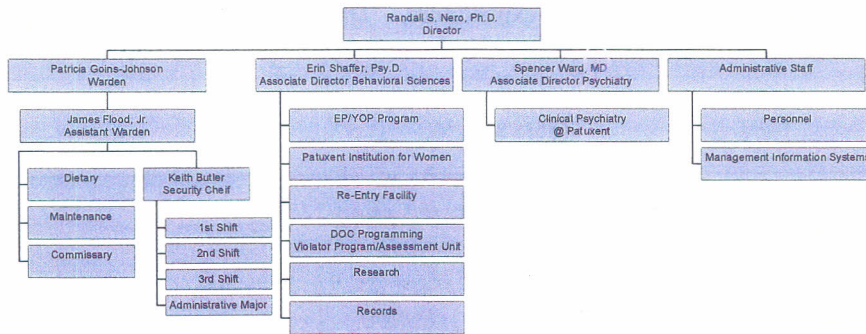 Randall S. Nero, Ph.D.
Director
Patricia Goins-Johnson
Warden
Erin Shaffer, Psy.D.
Associate Director Behavioral Sciences
Spencer Ward, MD
Associate Director Psychiatry
Administrative Staff
James Flood, Jr.
Assistant Warden
Dietary
Maintenance
Commissary
Keith Butler
Security Cheif
1st Shift
2nd Shift
3rd Shift
Administrative Major
EP/YOP Program
Patuxent Institution for Women
Re-Entry Facility
DOC Programming
Violator Program/Assessment Unit
Research
Records
Clinical Psychiatry
@ Patuxent
Personnel
Management Information Systems